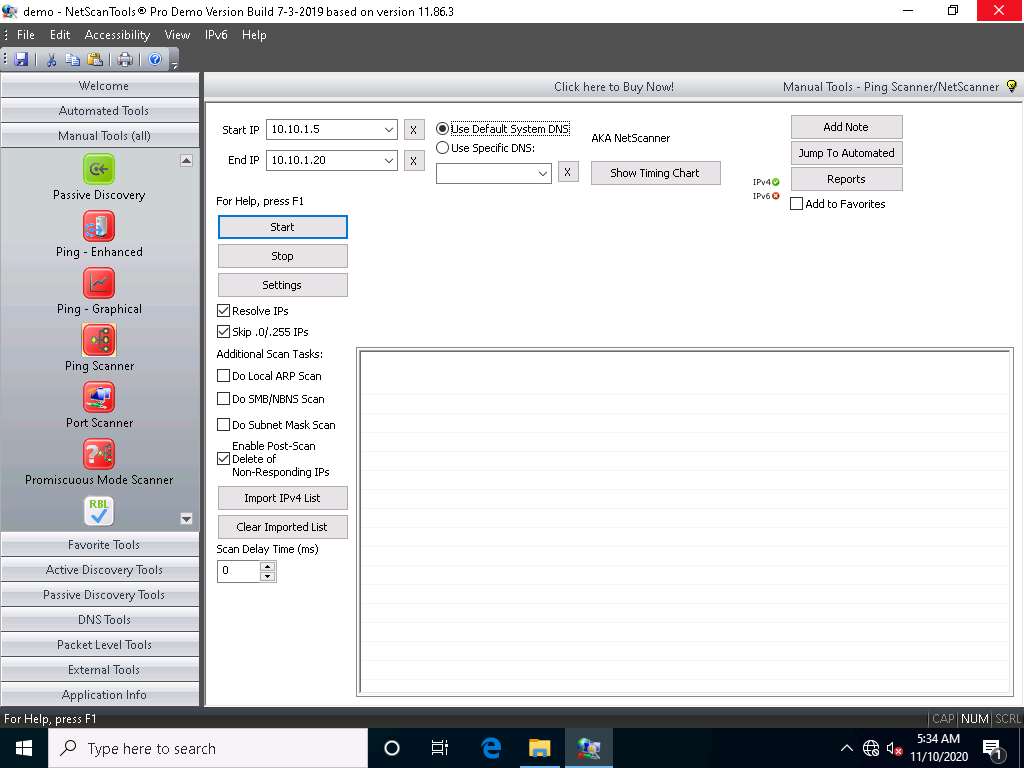 demo - NetScanTools® Pro Demo Version Build 7-3-2019 based on version 11.86.3
File Edit Accessibility View IPv6 Help
Welcome
Automated Tools
Manual Tools (all)
Passive Discovery
Ping - Enhanced
Ping - Graphical
Ping Scanner
Port Scanner
Promiscuous Mode Scanner
RBL
Favorite Tools
Active Discovery Tools
Passive Discovery Tools
DNS Tools
Packet Level Tools
External Tools
Application Info
Click here to Buy Now!
Manual Tools - Ping Scanner/NetScanner
Start IP 10.10.1.5 X
End IP 10.10.1.20 X
Use Default System DNS
Use Specific DNS:
X
AKA NetScanner
Show Timing Chart
IPv4
IPv6
Add Note
Jump To Automated
Reports
Add to Favorites
For Help, press F1
Start
Stop
Settings
Resolve IPs
Skip .0/.255 IPs
Additional Scan Tasks:
Do Local ARP Scan
Do SMB/NBNS Scan
Do Subnet Mask Scan
Enable Post-Scan
Delete of
Non-Responding IPs
Import IPv4 List
Clear Imported List
Scan Delay Time (ms)
0
For Help, press F1
CAP NUM SCRL
Type here to search
5:34 AM
11/10/2020
1